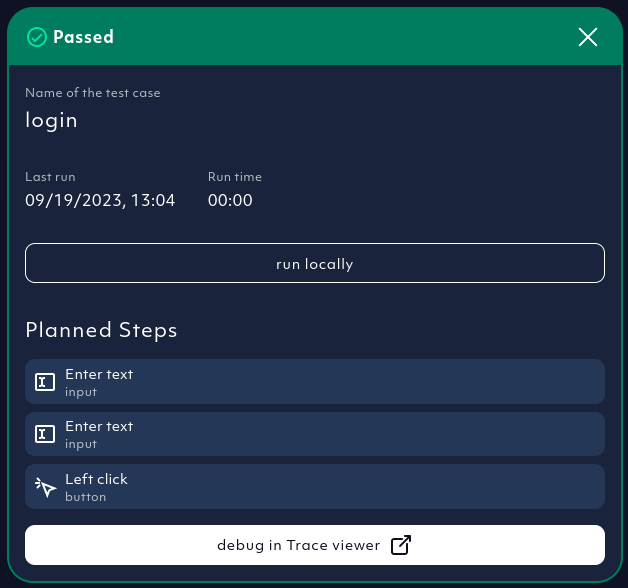 Passed
Name of the test case
login
Last run
Run time
09/19/2023, 13:04
00:00
run locally
Planned Steps
Enter text
input
Enter text
input
Left click
button
debug in Trace viewer